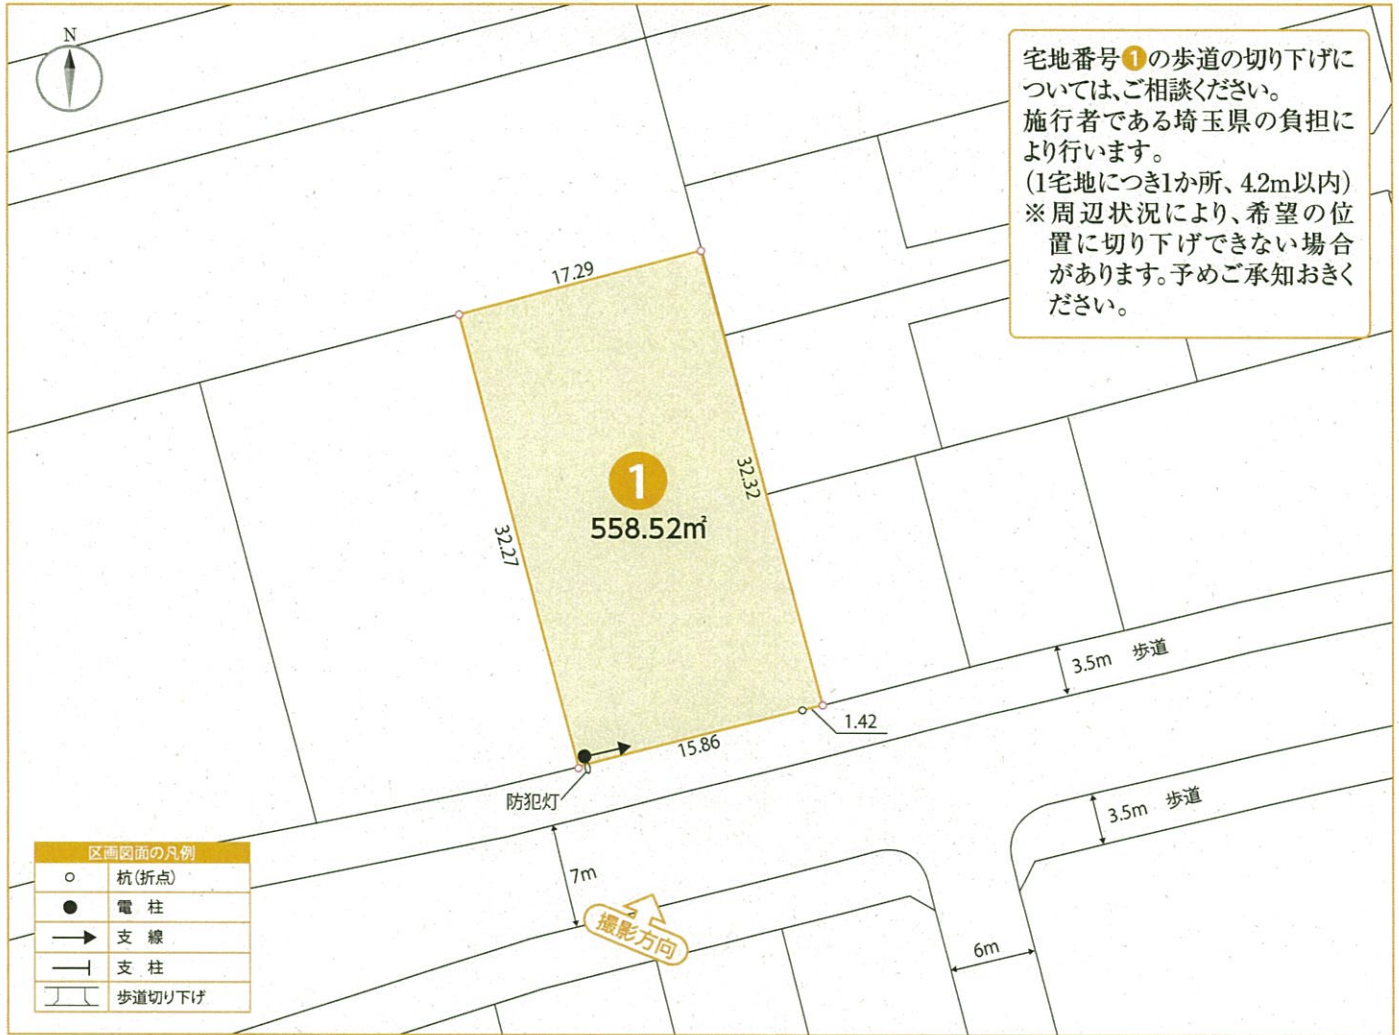 N
宅地番号1の歩道の切り下げに
ついては、ご相談ください。
施行者である埼玉県の負担に
より行います。
(1宅地につき1か所、4.2m以内)
※周辺状況により、希望の位
置に切り下げできない場合
があります。予めご承知おきく
ださい。
17.29
32.32
32.27
1
558.52㎡
15.86
1.42
防犯灯
3.5m 歩道
3.5m 歩道
7m
6m
撮影方向
区画図面の凡例
杭(折点)
電 柱
支 線
支 柱
歩道切り下げ